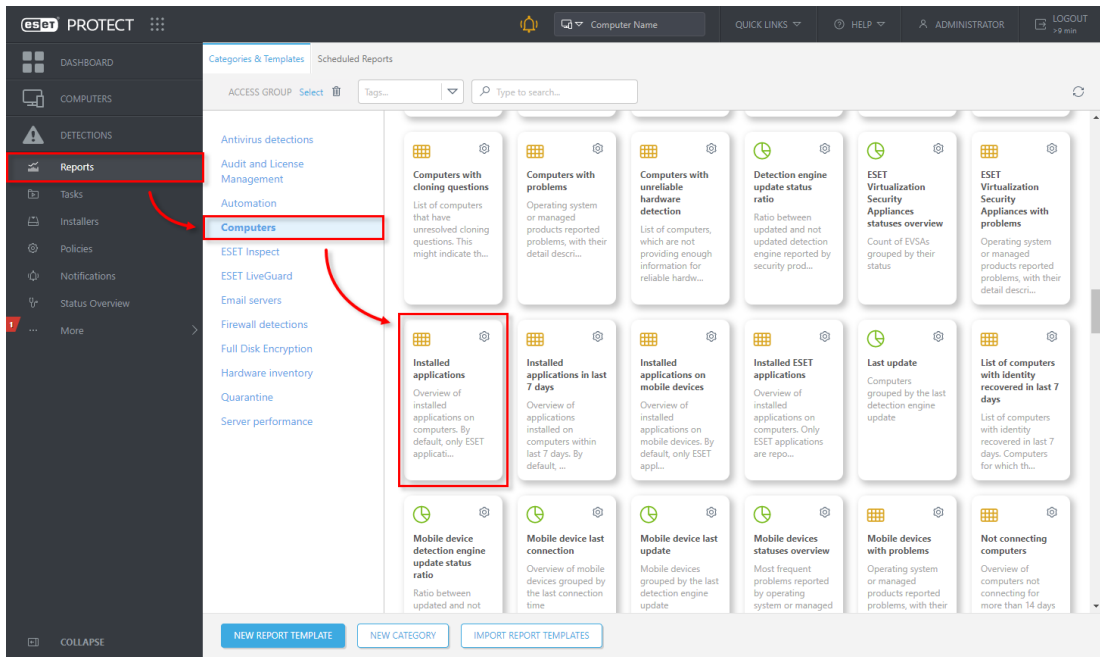 eset PROTECT
Computer Name
QUICK LINKS
HELP
ADMINISTRATOR
LOGOUT
>9 min
DASHBOARD
COMPUTERS
DETECTIONS
Reports
Tasks
Installers
Policies
Notifications
Status Overview
1
More
COLLAPSE
Categories & Templates
Scheduled Reports
ACCESS GROUP Select
Tags...
Type to search...
Antivirus detections
Audit and License
Management
Automation
Computers
ESET Inspect
ESET LiveGuard
Email servers
Firewall detections
Full Disk Encryption
Hardware inventory
Quarantine
Server performance
Computers with
cloning questions
List of computers
that have
unresolved cloning
questions. This
might indicate th...
Computers with
problems
Operating system
or managed
products reported
problems, with their
detail descri...
Computers with
unreliable
hardware
detection
List of computers,
which are not
providing enough
information for
reliable hardw...
Detection engine
update status
ratio
Ratio between
updated and not
updated detection
engine reported by
security prod...
ESET
Virtualization
Security
Appliances
statuses overview
Count of EVSAs
grouped by their
status
ESET
Virtualization
Security
Appliances with
problems
Operating system
or managed
products reported
problems, with their
detail descri...
Installed
applications
Overview of
installed
applications on
computers. By
default, only ESET
applicati...
Installed
applications in last
7 days
Overview of
applications
installed on
computers within
last 7 days. By
default, ...
Installed
applications on
mobile devices
Overview of
installed
applications on
mobile devices. By
default, only ESET
appl...
Installed ESET
applications
Overview of
installed
applications on
computers. Only
ESET applications
are repo...
Last update
Computers
grouped by the last
detection engine
update
List of computers
with identity
recovered in last 7
days
List of computers
with identity
recovered in last 7
days. Computers
for which th...
Mobile device
detection engine
update status
ratio
Ratio between
updated and not
Mobile device last
connection
Overview of mobile
devices grouped by
the last connection
time
Mobile device last
update
Mobile devices
grouped by the last
detection engine
update
Mobile devices
statuses overview
Most frequent
problems reported
by operating
system or managed
Mobile devices
with problems
Operating system
or managed
products reported
problems, with their
Not connecting
computers
Overview of
computers not
connecting for
more than 14 days
NEW REPORT TEMPLATE
NEW CATEGORY
IMPORT REPORT TEMPLATES